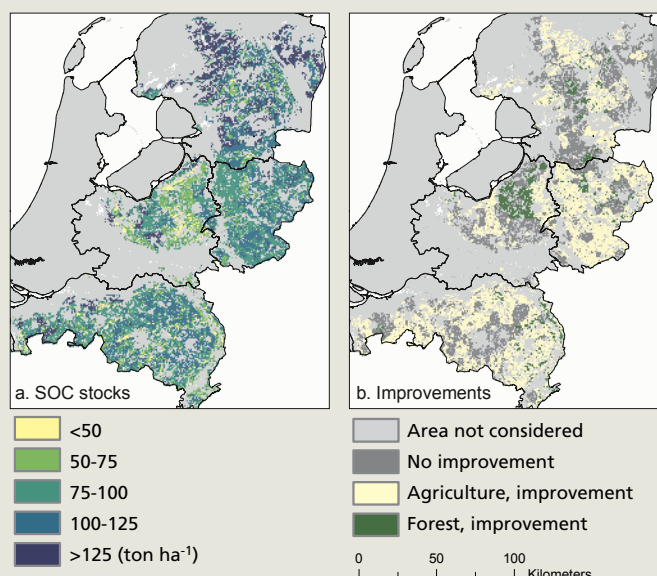 a. SOC stocks
b. Improvements
<50
50-75
75-100
100-125
>125 (ton ha⁻¹)
Area not considered
No improvement
Agriculture, improvement
Forest, improvement
0 50 100
Kilometers